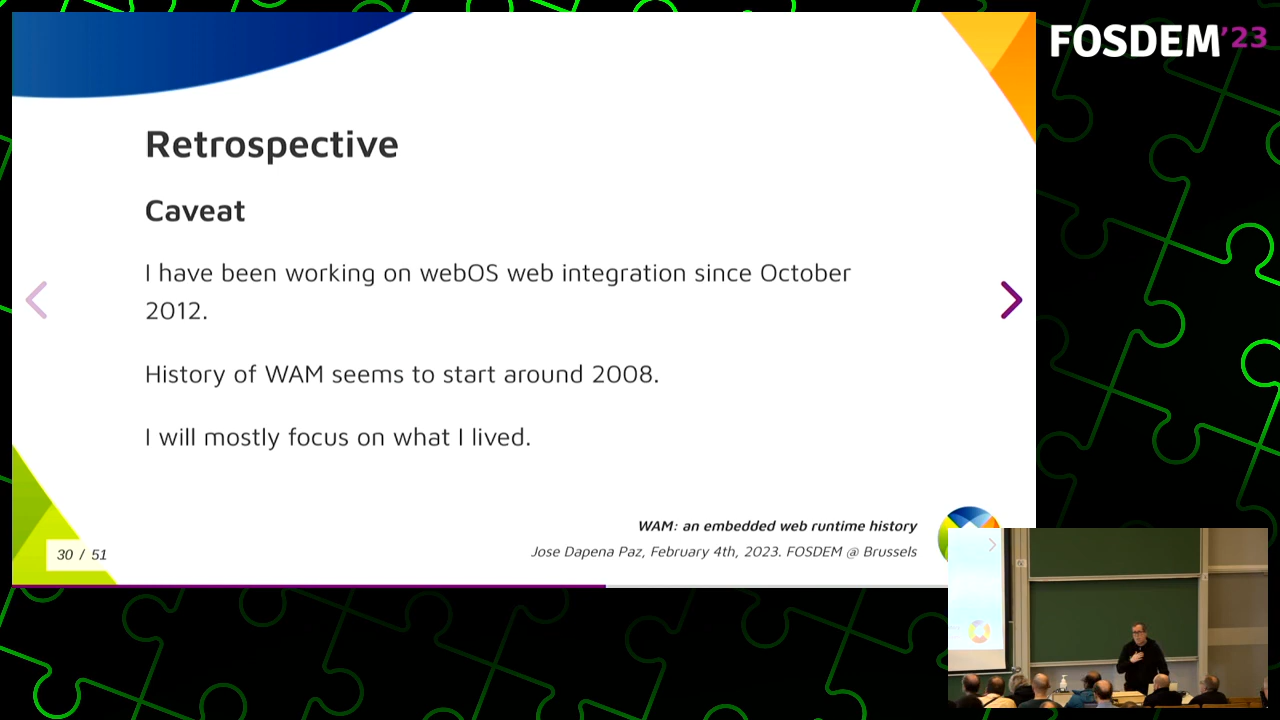 FOSDEM'23
Retrospective
Caveat
I have been working on webOS web integration since October
2012.
History of WAM seems to start around 2008.
I will mostly focus on what I lived.
WAM: an embedded web runtime history
Jose Dapena Paz, February 4th, 2023. FOSDEM @ Brussels
30 / 51